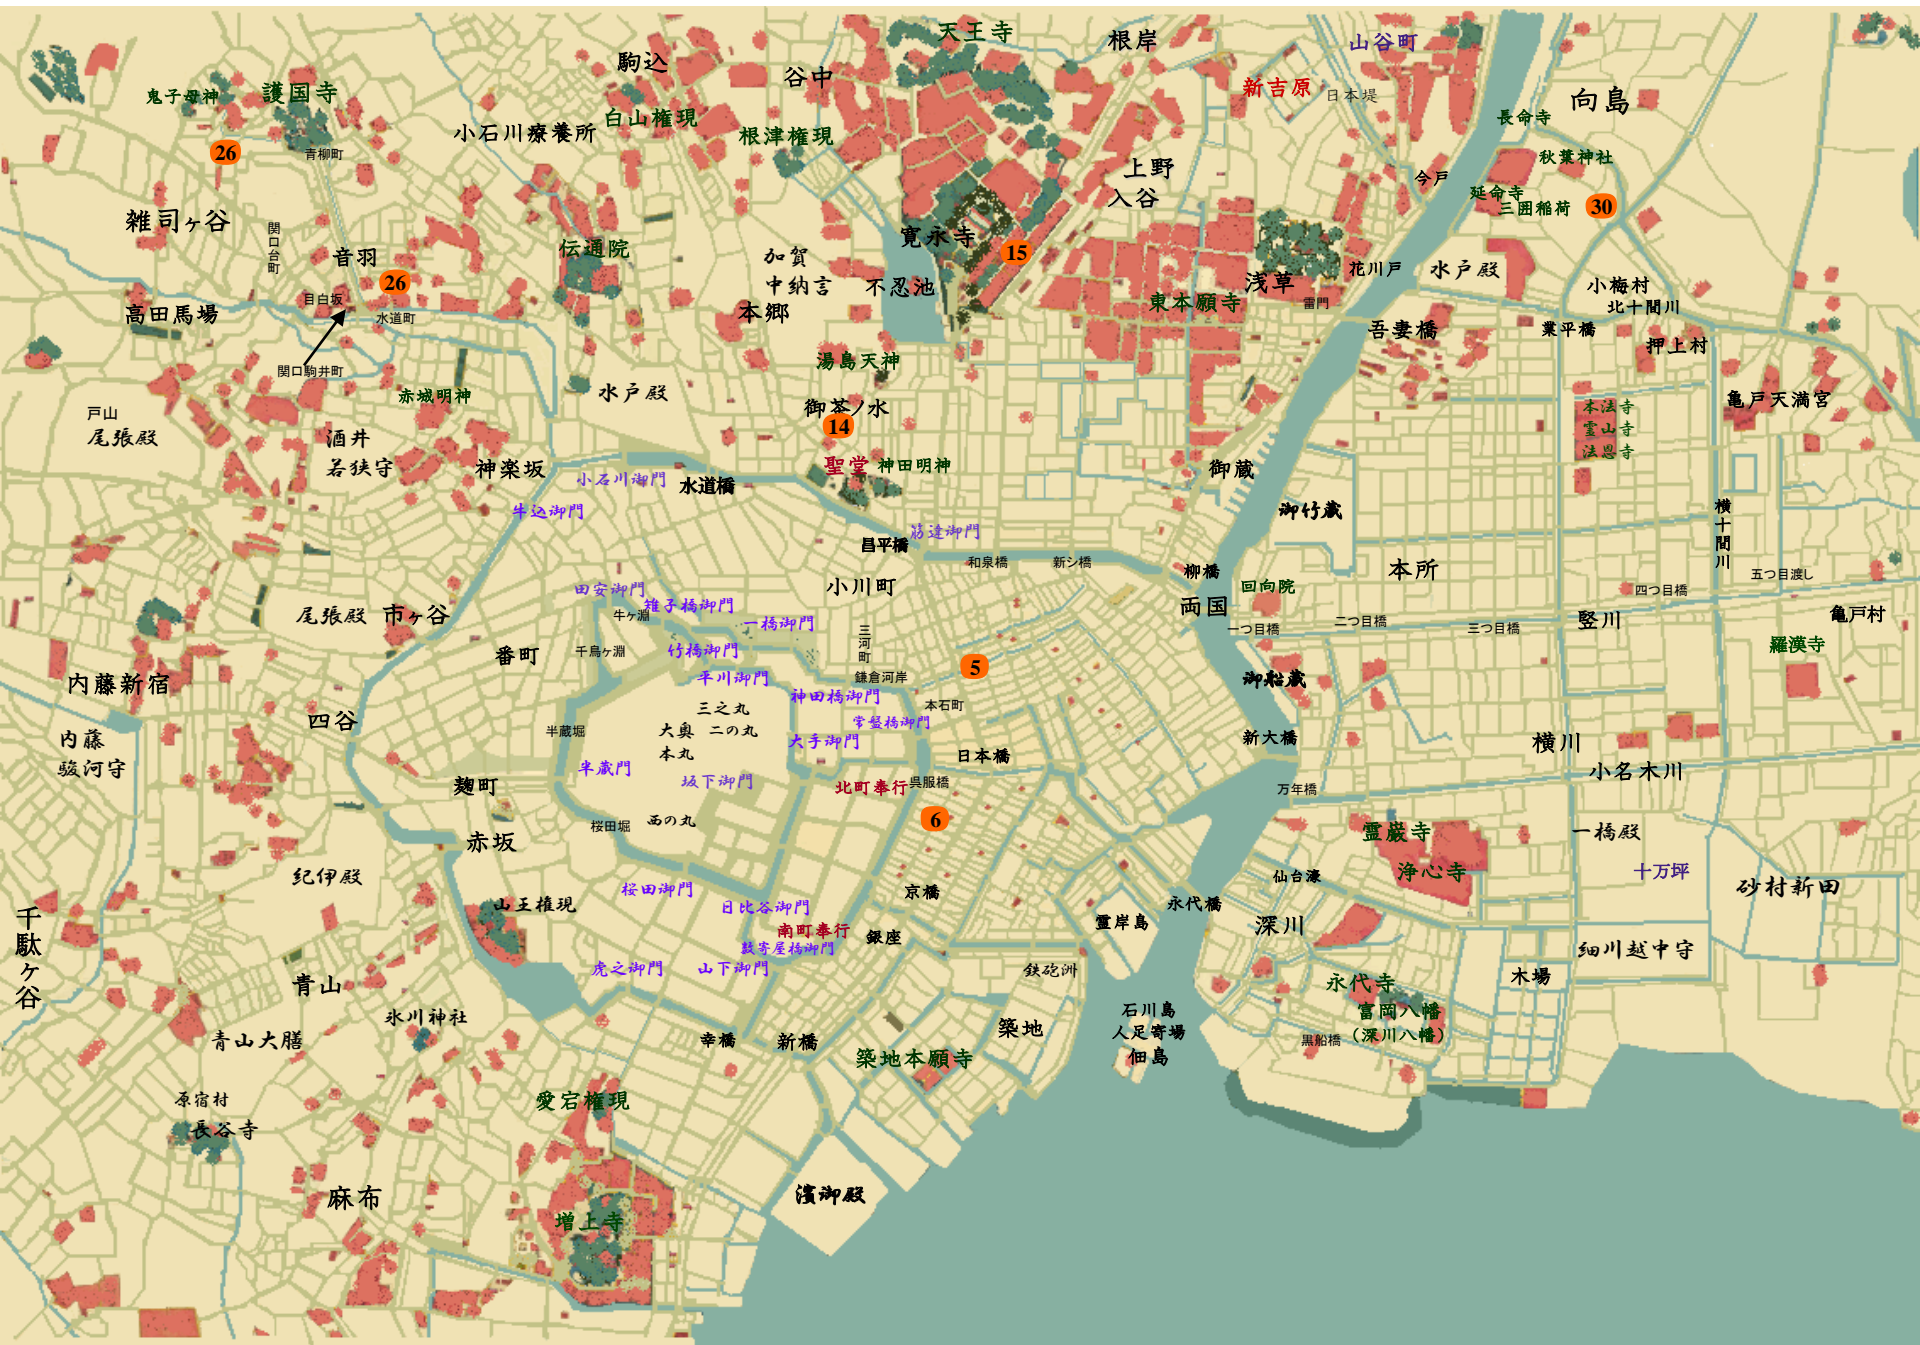 天王寺
根岸
山谷町
駒込
谷中
新吉原
日本堤
向島
鬼子母神
護国寺
白山権現
長命寺
小石川療養所
根津権現
26
青柳町
秋葉神社
上野
入谷
今戸
延命寺
三囲稲荷
30
雑司ヶ谷
関口台町
寛永寺
15
音羽
伝通院
加賀
中納言
不忍池
浅草
花川戸
水戸殿
26
目白坂
小梅村
北十間川
東本願寺
雷門
高田馬場
水道町
本郷
吾妻橋
業平橋
押上村
関口駒井町
湯島天神
赤城明神
水戸殿
亀戸天満宮
戸山
尾張殿
御茶ノ水
14
本法寺
霊山寺
法恩寺
酒井
若狭守
神楽坂
聖堂
神田明神
御蔵
小石川御門
水道橋
牛込御門
御竹蔵
横十間川
筋違御門
昌平橋
和泉橋
新シ橋
柳橋
本所
五つ目渡し
田安御門
小川町
回向院
四つ目橋
雉子橋御門
両国
尾張殿
市ヶ谷
牛ヶ淵
一橋御門
一つ目橋
二つ目橋
三つ目橋
竪川
亀戸村
三河町
羅漢寺
番町
千鳥ヶ淵
竹橋御門
5
内藤新宿
平川御門
鎌倉河岸
御船蔵
神田橋御門
三之丸
本石町
四谷
半蔵堀
大奥
二の丸
常盤橋御門
内藤
駿河守
本丸
大手御門
新大橋
横川
日本橋
半蔵門
坂下御門
小名木川
麹町
北町奉行
呉服橋
万年橋
桜田堀
西の丸
6
霊巌寺
一橋殿
赤坂
浄心寺
十万坪
紀伊殿
仙台濠
砂村新田
桜田御門
京橋
山王権現
日比谷御門
永代橋
千駄ヶ谷
霊岸島
深川
南町奉行
銀座
数寄屋橋御門
細川越中守
虎之御門
山下御門
鉄砲洲
木場
青山
永代寺
氷川神社
石川島
人足寄場
佃島
富岡八幡
(深川八幡)
青山大膳
幸橋
新橋
築地
黒船橋
築地本願寺
原宿村
愛宕権現
長谷寺
麻布
濱御殿
増上寺